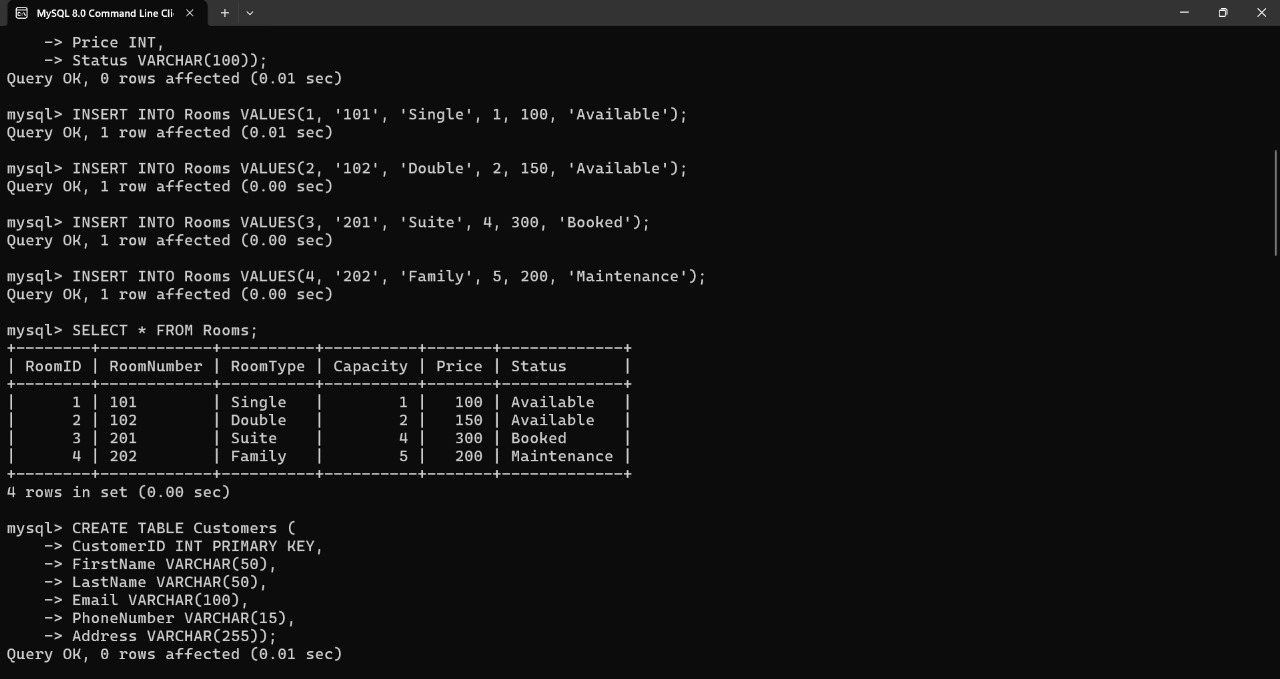 MySQL 8.0 Command Line Cli
    -> Price INT,
    -> Status VARCHAR(100));
Query OK, 0 rows affected (0.01 sec)
mysql> INSERT INTO Rooms VALUES(1, '101', 'Single', 1, 100, 'Available');
Query OK, 1 row affected (0.01 sec)
mysql> INSERT INTO Rooms VALUES(2, '102', 'Double', 2, 150, 'Available');
Query OK, 1 row affected (0.00 sec)
mysql> INSERT INTO Rooms VALUES(3, '201', 'Suite', 4, 300, 'Booked');
Query OK, 1 row affected (0.00 sec)
mysql> INSERT INTO Rooms VALUES(4, '202', 'Family', 5, 200, 'Maintenance');
Query OK, 1 row affected (0.00 sec)
mysql> SELECT * FROM Rooms;
+--------+------------+----------+----------+-------+-------------+
| RoomID | RoomNumber | RoomType | Capacity | Price | Status      |
+--------+------------+----------+----------+-------+-------------+
|      1 | 101        | Single   |        1 |   100 | Available   |
|      2 | 102        | Double   |        2 |   150 | Available   |
|      3 | 201        | Suite    |        4 |   300 | Booked      |
|      4 | 202        | Family   |        5 |   200 | Maintenance |
+--------+------------+----------+----------+-------+-------------+
4 rows in set (0.00 sec)
mysql> CREATE TABLE Customers (
    -> CustomerID INT PRIMARY KEY,
    -> FirstName VARCHAR(50),
    -> LastName VARCHAR(50),
    -> Email VARCHAR(100),
    -> PhoneNumber VARCHAR(15),
    -> Address VARCHAR(255));
Query OK, 0 rows affected (0.01 sec)